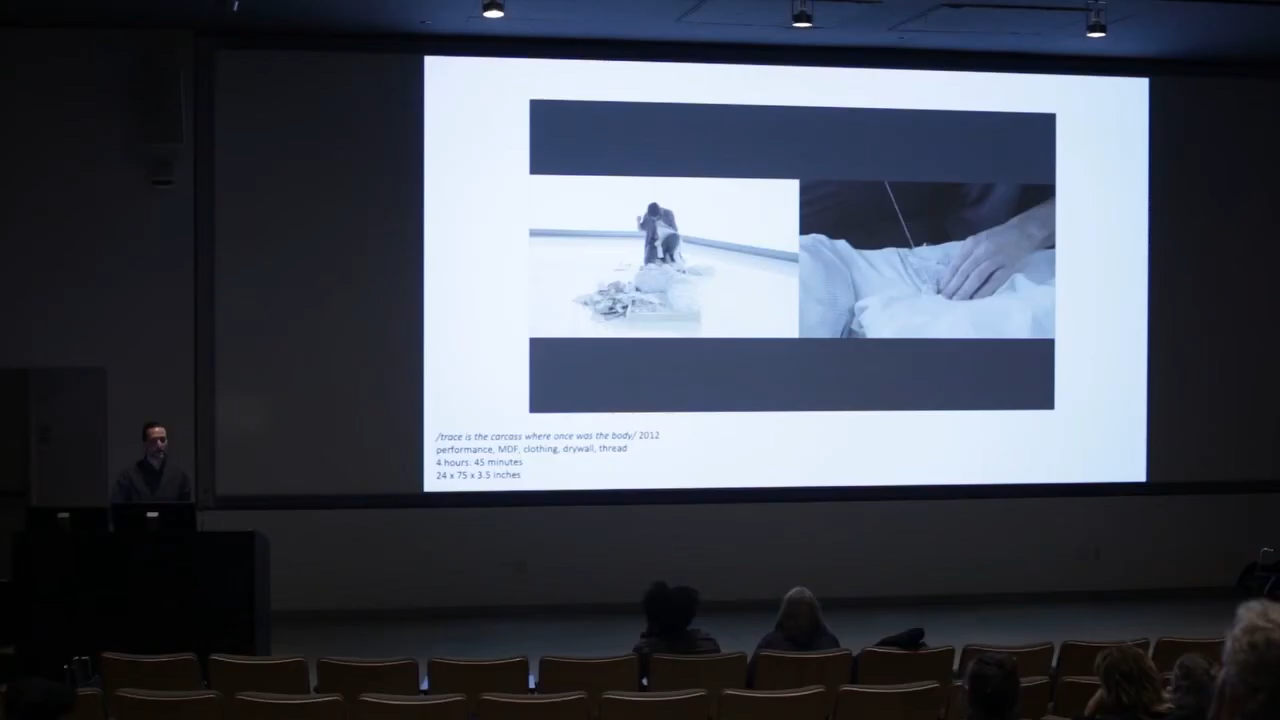 /trace is the carcass where once was the body/ 2012
performance, MDF, clothing, drywall, thread
4 hours. 45 minutes
24 x 75 x 3.5 inches